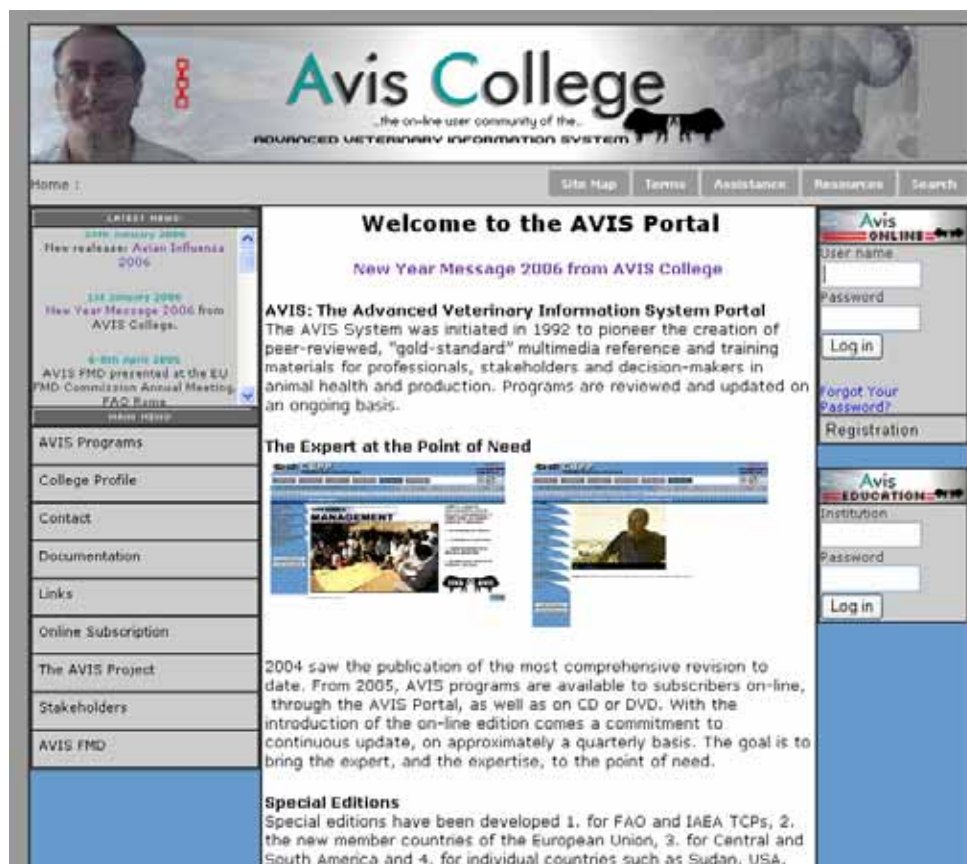 Avis College
...the on-line user community of the...
ADVANCED VETERINARY INFORMATION SYSTEM
Home :
Site Map
Terms
Assistance
Resources
Search
LATEST NEWS:
January 2006
New realease: Avian Influenza
2006
1st January 2006
New Year Message 2006 from
AVIS College.
6-8th April 2005
AVIS FMD presented at the EU
FMD Commission Annual Meeting,
FAO Rome
MAIN MENU
AVIS Programs
College Profile
Contact
Documentation
Links
Online Subscription
The AVIS Project
Stakeholders
AVIS FMD
Welcome to the AVIS Portal
New Year Message 2006 from AVIS College
AVIS: The Advanced Veterinary Information System Portal
The AVIS System was initiated in 1992 to pioneer the creation of
peer-reviewed, "gold-standard" multimedia reference and training
materials for professionals, stakeholders and decision-makers in
animal health and production. Programs are reviewed and updated on
an ongoing basis.
The Expert at the Point of Need
MANAGEMENT
2004 saw the publication of the most comprehensive revision to
date. From 2005, AVIS programs are available to subscribers on-line,
through the AVIS Portal, as well as on CD or DVD. With the
introduction of the on-line edition comes a commitment to
continuous update, on approximately a quarterly basis. The goal is to
bring the expert, and the expertise, to the point of need.
Special Editions
Special editions have been developed 1. for FAO and IAEA TCPs, 2.
the new member countries of the European Union, 3. for Central and
South America and 4. for individual countries such as Sudan, USA,
Avis
ONLINE
User name
Password
Log in
Forgot Your
Password?
Registration
Avis
EDUCATION
Institution
Password
Log in